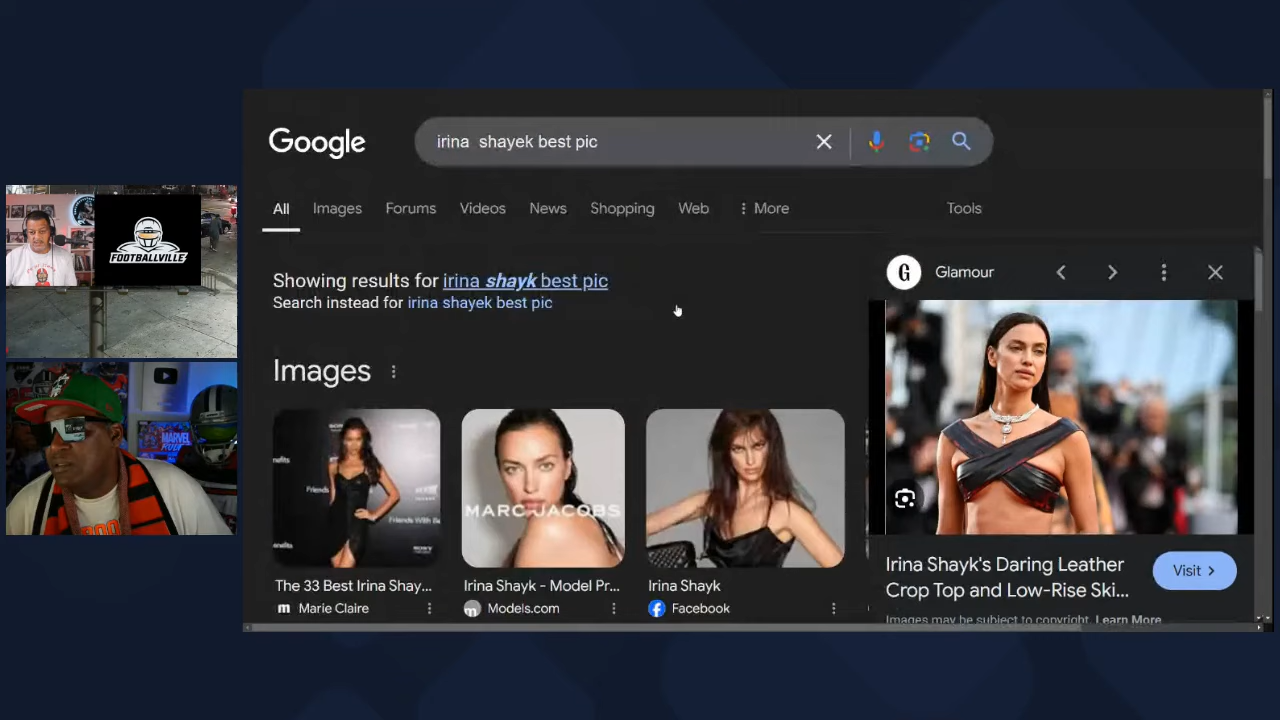 Google
irina  shayek best pic
All
Images
Forums
Videos
News
Shopping
Web
More
Tools
Showing results for irina shayk best pic
Search instead for irina shayek best pic
Images
MARC JACOBS
The 33 Best Irina Shay...
Marie Claire
Irina Shayk - Model Pr...
Models.com
Irina Shayk
Facebook
G
Glamour
Irina Shayk's Daring Leather
Crop Top and Low-Rise Ski...
Visit
Images may be subject to copyright. Learn More
FOOTBALLVILLE
MARVEL